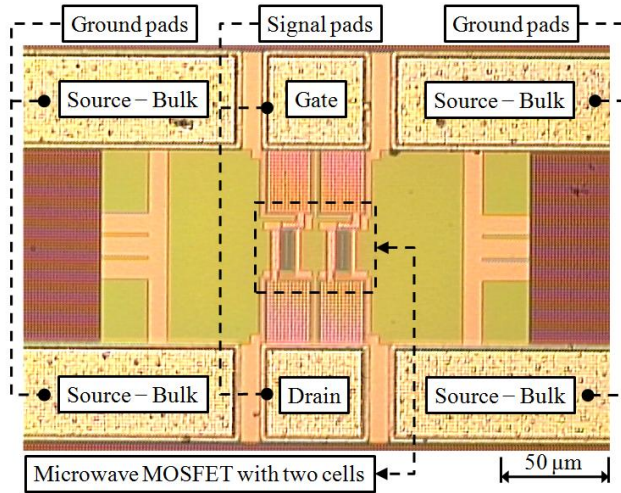 Ground pads
Signal pads
Ground pads
Source – Bulk
Gate
Source – Bulk
Source – Bulk
Drain
Source – Bulk
Microwave MOSFET with two cells
50 μm